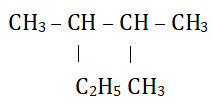 CH₃ – CH – CH – CH₃
| |
C₂H₅ CH₃